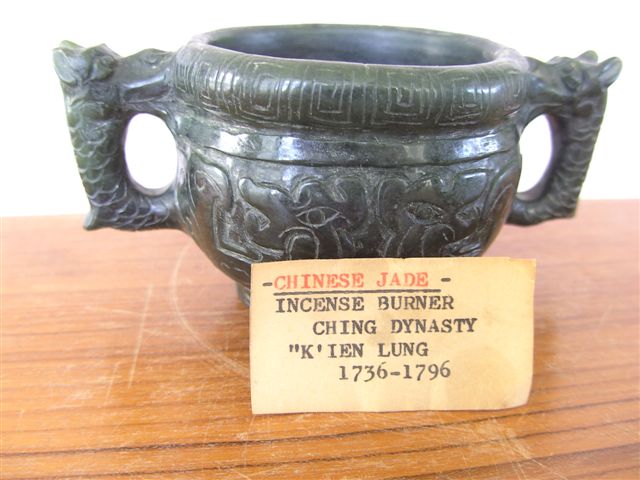 -CHINESE JADE -
INCENSE BURNER
CHING DYNASTY
"K'IEN LUNG
1736-1796